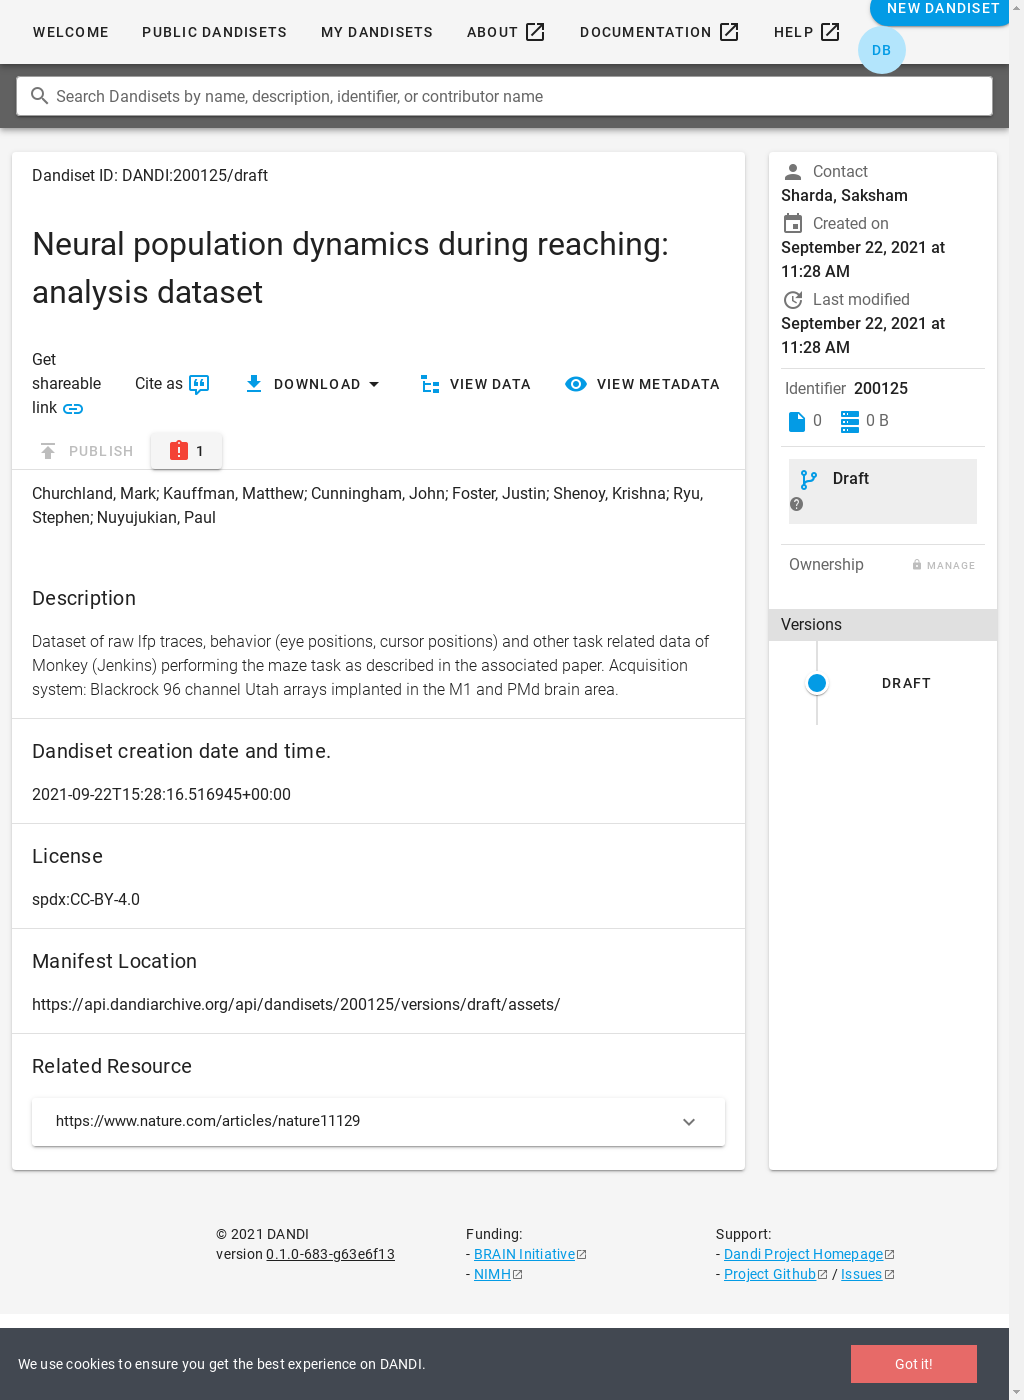 WELCOME PUBLIC DANDISETS MY DANDISETS ABOUT DOCUMENTATION HELP NEW DANDISET
DB
Search Dandisets by name, description, identifier, or contributor name
Dandiset ID: DANDI:200125/draft
Neural population dynamics during reaching:
analysis dataset
Get
shareable
link
Cite as DOWNLOAD VIEW DATA VIEW METADATA
PUBLISH 1
Churchland, Mark; Kauffman, Matthew; Cunningham, John; Foster, Justin; Shenoy, Krishna; Ryu,
Stephen; Nuyujukian, Paul
Description
Dataset of raw lfp traces, behavior (eye positions, cursor positions) and other task related data of
Monkey (Jenkins) performing the maze task as described in the associated paper. Acquisition
system: Blackrock 96 channel Utah arrays implanted in the M1 and PMd brain area.
Dandiset creation date and time.
2021-09-22T15:28:16.516945+00:00
License
spdx:CC-BY-4.0
Manifest Location
https://api.dandiarchive.org/api/dandisets/200125/versions/draft/assets/
Related Resource
https://www.nature.com/articles/nature11129
Contact
Sharda, Saksham
Created on
September 22, 2021 at
11:28 AM
Last modified
September 22, 2021 at
11:28 AM
Identifier 200125
0 0 B
Draft
Ownership MANAGE
Versions
DRAFT
© 2021 DANDI
version 0.1.0-683-g63e6f13
Funding:
- BRAIN Initiative
- NIMH
Support:
- Dandi Project Homepage
- Project Github / Issues
We use cookies to ensure you get the best experience on DANDI.
Got it!